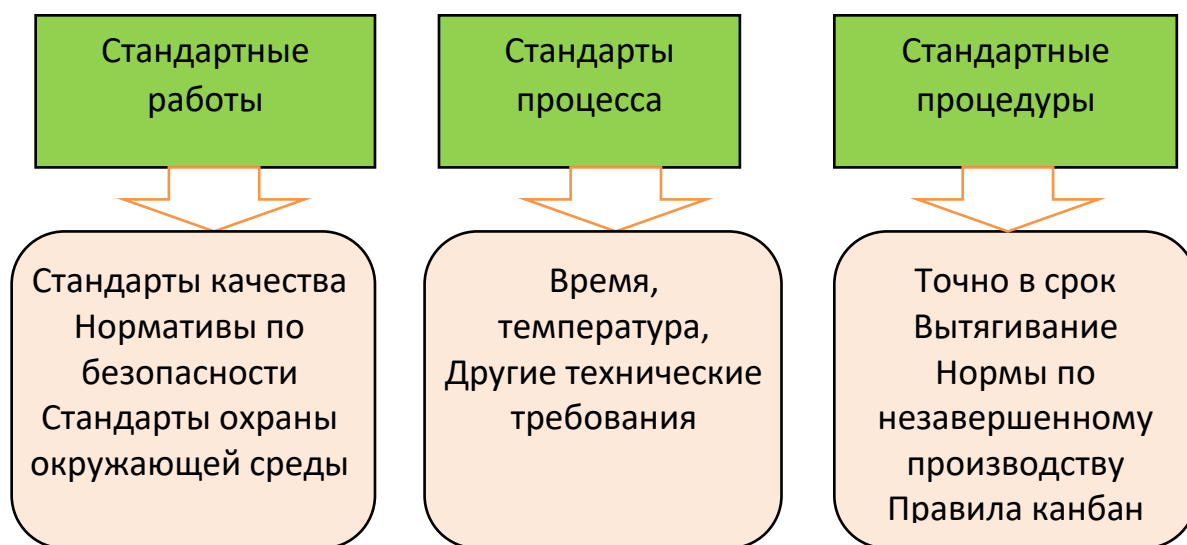 Стандартные
работы
Стандарты
процесса
Стандартные
процедуры
Стандарты качества
Нормативы по
безопасности
Стандарты охраны
окружающей среды
Время,
температура,
Другие технические
требования
Точно в срок
Вытягивание
Нормы по
незавершенному
производству
Правила канбан